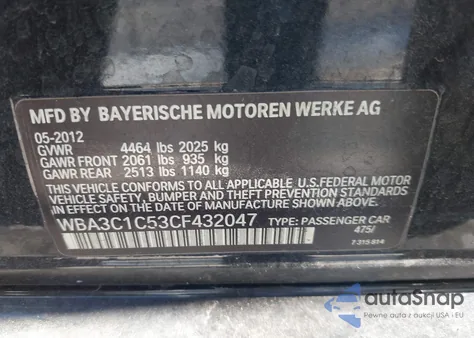 MFD BY BAYERISCHE MOTOREN WERKE AG
05-2012
GVWR 4464 lbs 2025 kg
GAWR FRONT 2061 lbs 935 kg
GAWR REAR 2513 lbs 1140 kg
THIS VEHICLE CONFORMS TO ALL APPLICABLE U.S.FEDERAL MOTOR
VEHICLE SAFETY, BUMPER AND THEFT PREVENTION STANDARDS
IN EFFECT ON THE DATE OF MANUFACTURE SHOWN ABOVE.
WBA3C1C53CF432047 TYPE: PASSENGER CAR
475/
7 315 814
autoSnap
Pewne auta z aukcji USA i EU